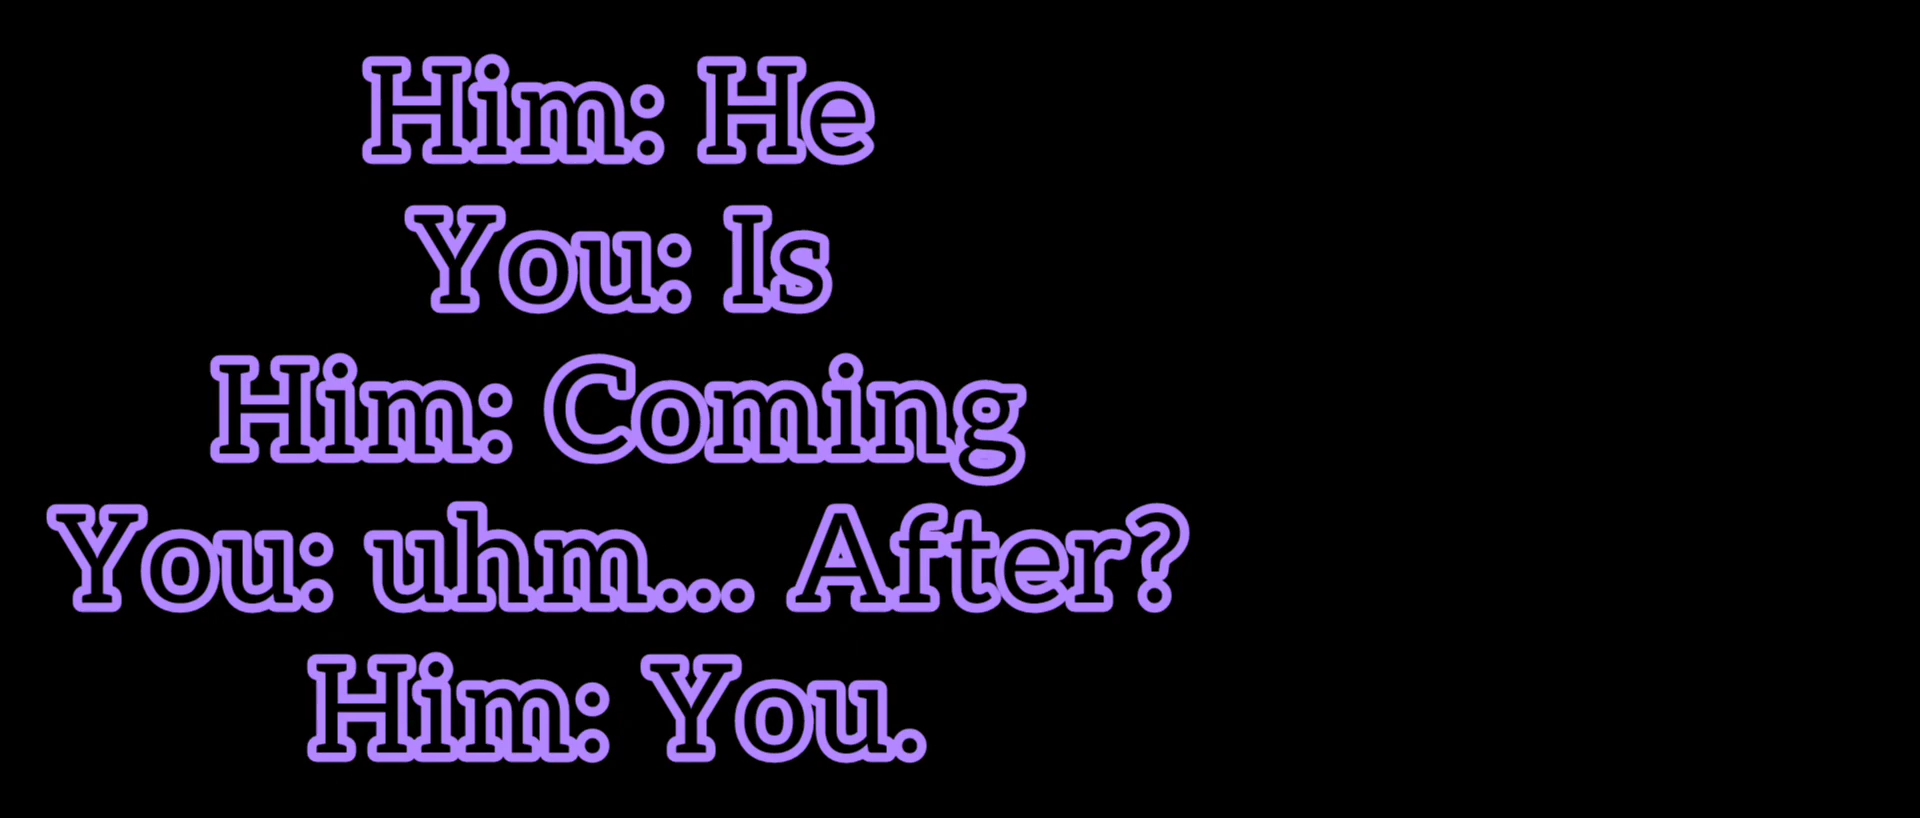 Him: He
You: Is
Him: Coming
You: uhm... After?
Him: You.